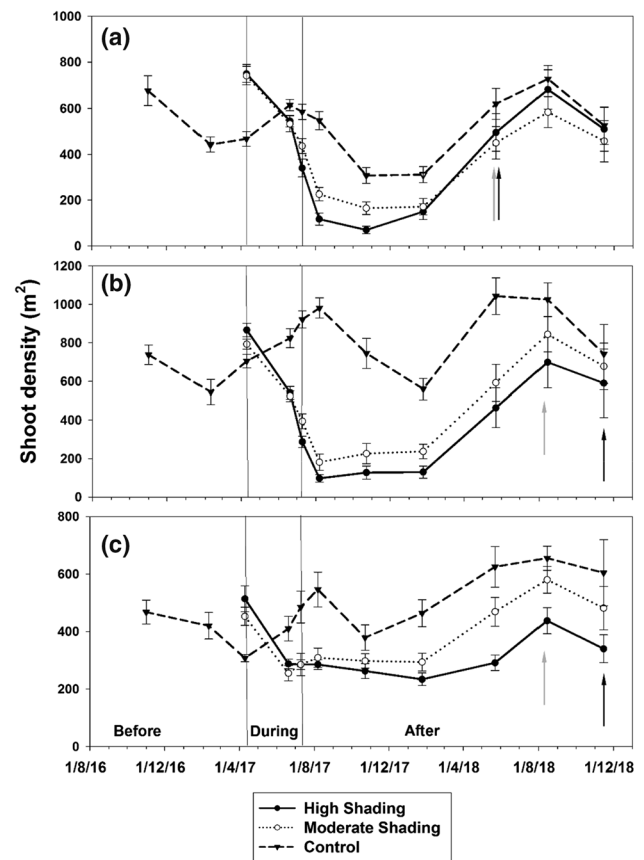 (a)
1000
800
600
400
200
0
(b)
1200
1000
800
600
400
200
0
Shoot density (m²)
(c)
800
600
400
200
0
Before During After
1/8/16 1/12/16 1/4/17 1/8/17 1/12/17 1/4/18 1/8/18 1/12/18
High Shading
Moderate Shading
Control